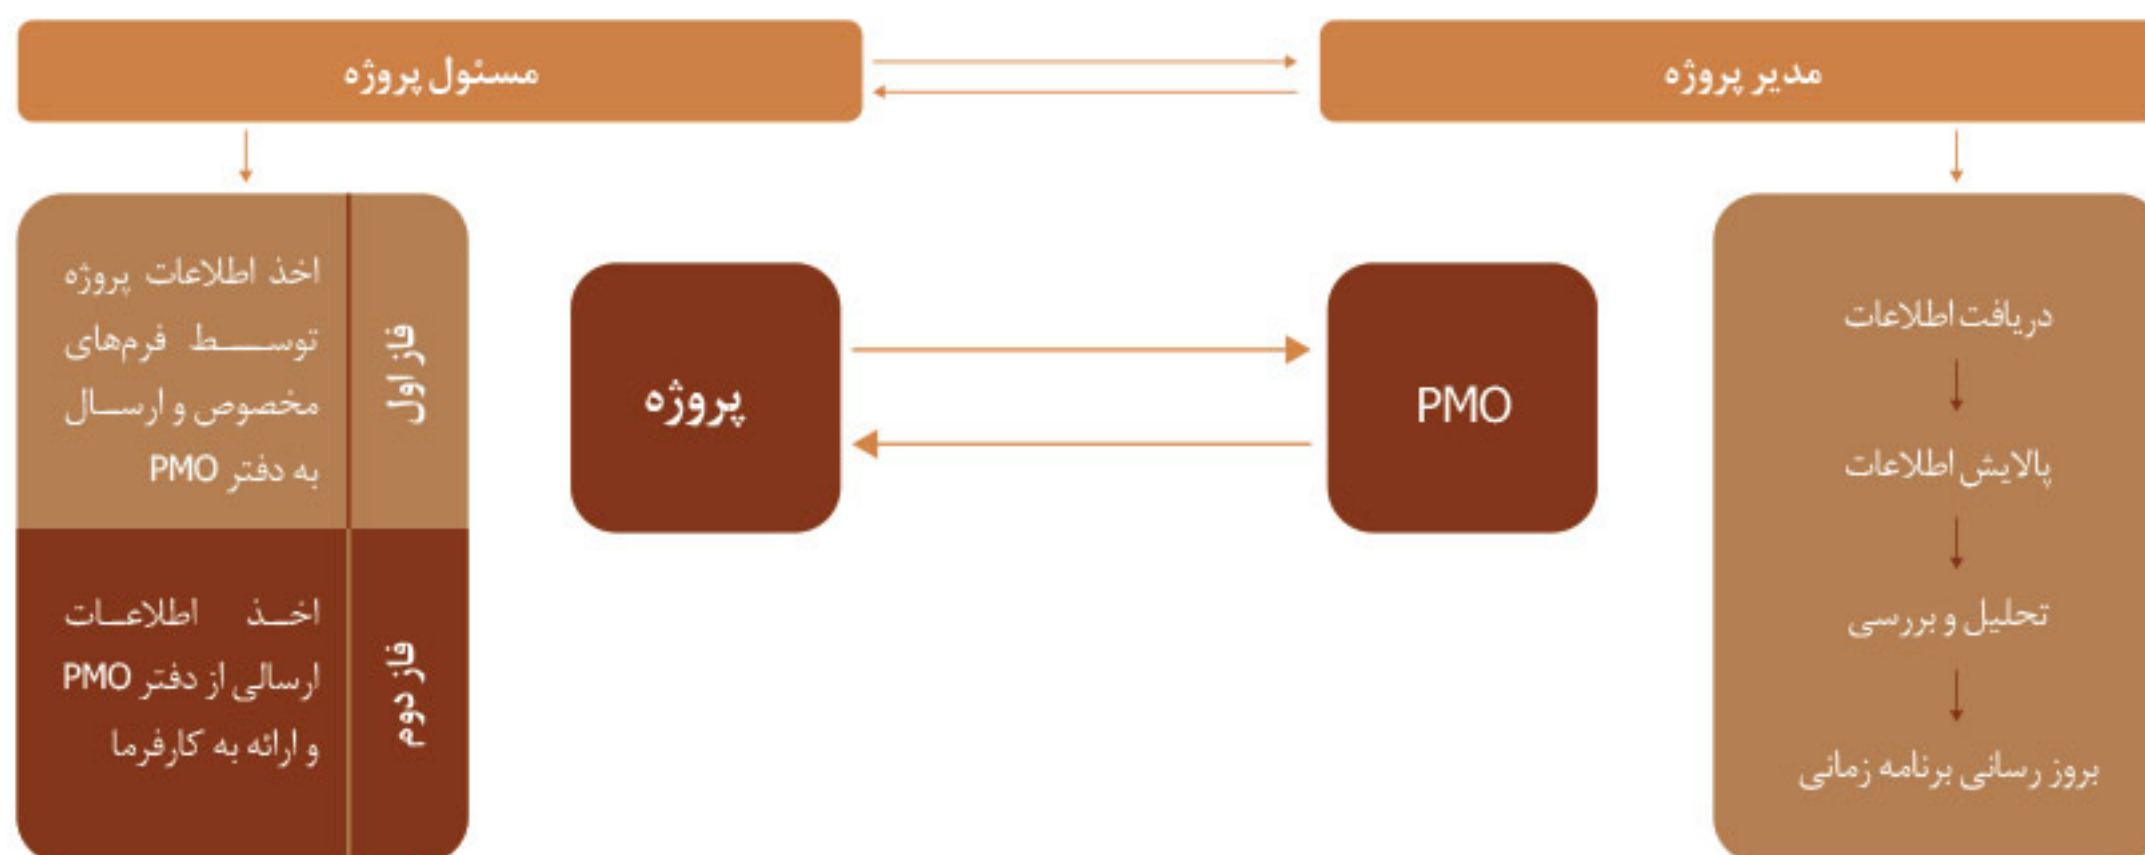 مدیر پروژه
مسئول پروژه
دریافت اطلاعات
پالایش اطلاعات
تحلیل و بررسی
بروز رسانی برنامه زمانی
PMO
پروژه
فاز اول
اخذ اطلاعات پروژه
توسط فرم‌های
مخصوص و ارسال
به دفتر PMO
فاز دوم
اخذ اطلاعات
ارسالی از دفتر PMO
و ارائه به کارفرما